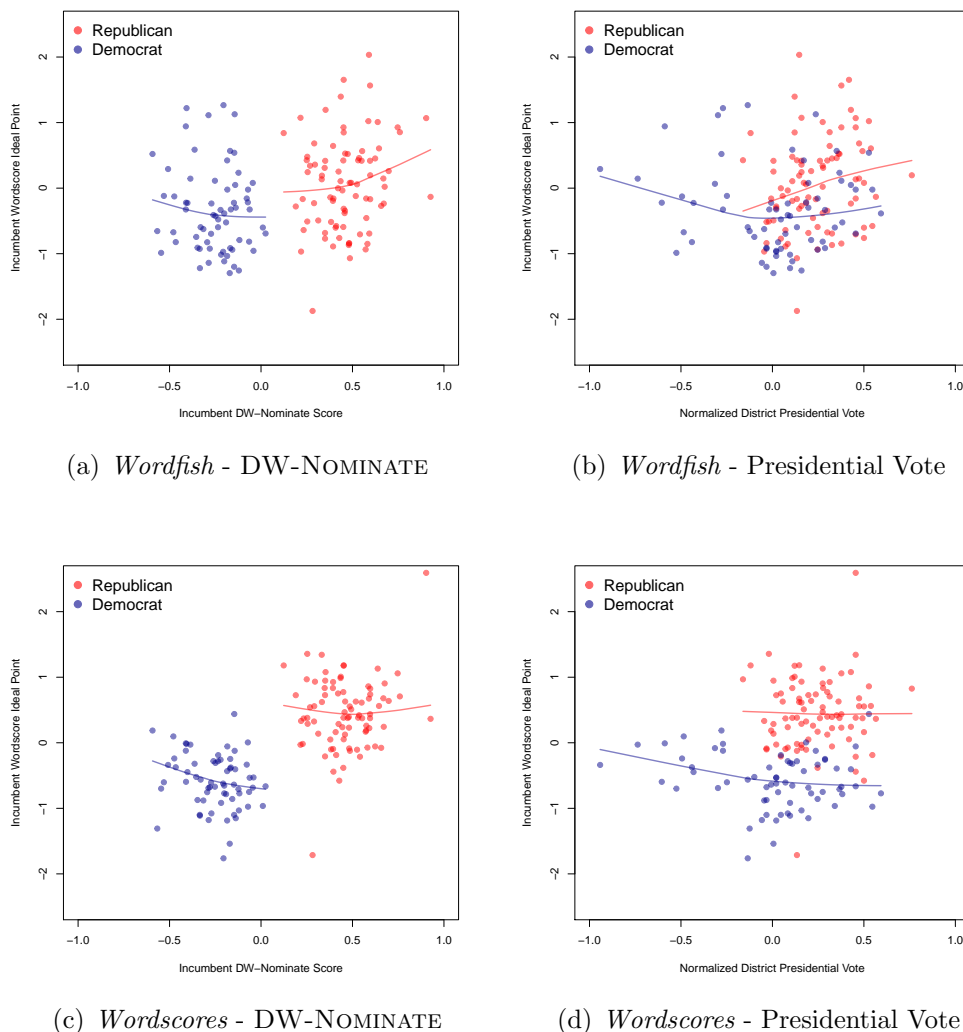 Republican
Democrat
Incumbent Wordscore Ideal Point
2
1
0
−1
−2
−1.0 −0.5 0.0 0.5 1.0
Incumbent DW−Nominate Score
(a) Wordfish - DW-NOMINATE
Republican
Democrat
Incumbent Wordscore Ideal Point
2
1
0
−1
−2
−1.0 −0.5 0.0 0.5 1.0
Normalized District Presidential Vote
(b) Wordfish - Presidential Vote
Republican
Democrat
Incumbent Wordscore Ideal Point
2
1
0
−1
−2
−1.0 −0.5 0.0 0.5 1.0
Incumbent DW−Nominate Score
(c) Wordscores - DW-NOMINATE
Republican
Democrat
Incumbent Wordscore Ideal Point
2
1
0
−1
−2
−1.0 −0.5 0.0 0.5 1.0
Normalized District Presidential Vote
(d) Wordscores - Presidential Vote